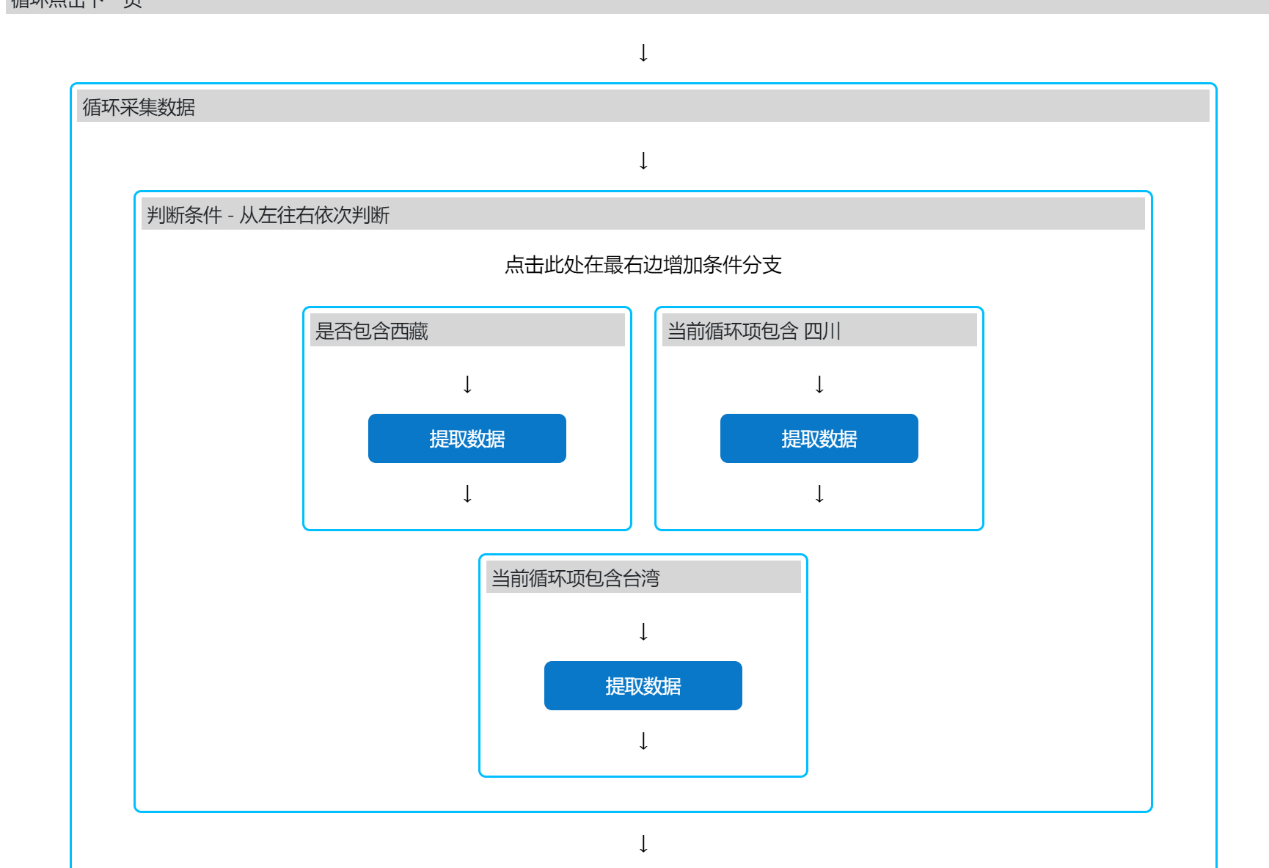 循环采集数据
判断条件 - 从左往右依次判断
点击此处在最右边增加条件分支
是否包含西藏
当前循环项包含 四川
提取数据
提取数据
当前循环项包含台湾
提取数据